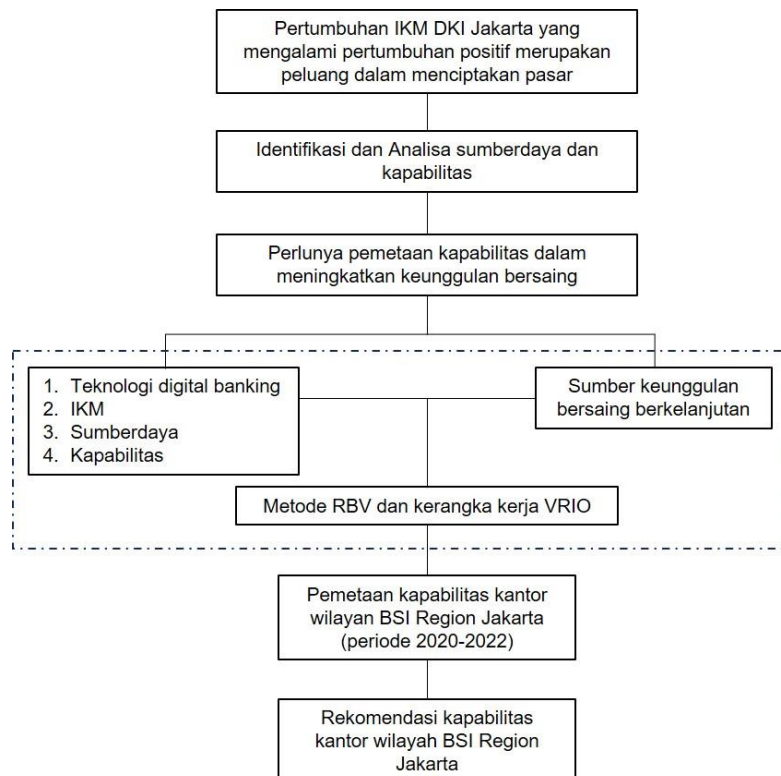 Pertumbuhan IKM DKI Jakarta yang
mengalami pertumbuhan positif merupakan
peluang dalam menciptakan pasar
Identifikasi dan Analisa sumberdaya dan
kapabilitas
Perlunya pemetaan kapabilitas dalam
meningkatkan keunggulan bersaing
1. Teknologi digital banking
2. IKM
3. Sumberdaya
4. Kapabilitas
Sumber keunggulan
bersaing berkelanjutan
Metode RBV dan kerangka kerja VRIO
Pemetaan kapabilitas kantor
wilayan BSI Region Jakarta
(periode 2020-2022)
Rekomendasi kapabilitas
kantor wilayah BSI Region
Jakarta